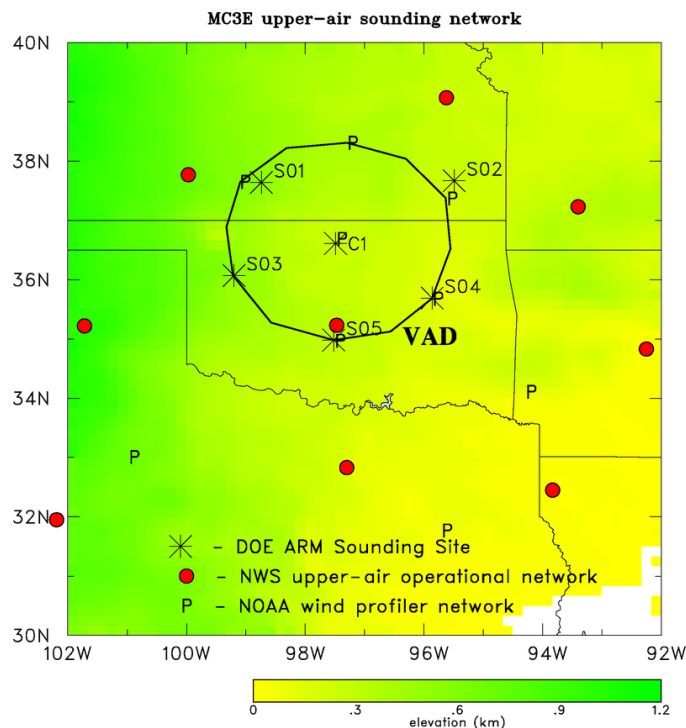 MC3E upper-air sounding network
40N
P
38N
S01
S02
P
P
P
C1
36N
S03
S04
P
S05
P
VAD
34N
P
P
32N
P
- DOE ARM Sounding Site
- NWS upper-air operational network
P - NOAA wind profiler network
30N
102W 100W 98W 96W 94W 92W
0 .3 .6 .9 1.2
elevation (km)